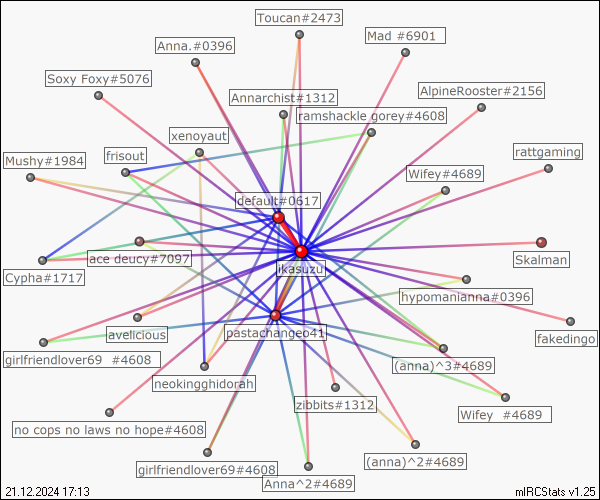 Toucan#2473
Anna.#0396
Mad #6901
Soxy Foxy#5076
AlpineRooster#2156
Annarchist#1312
ramshackle gorey#4608
xenoyaut
frisout
Mushy#1984
rattgaming
Wifey#4689
default#0617
ace deucy#7097
Skalman
ikasuzu
Cypha#1717
hypomanianna#0396
avelicious
pastachangeo41
fakedingo
girlfriendlover69 #4608
(anna)^3#4689
neokingghidorah
zibbits#1312
Wifey #4689
no cops no laws no hope#4608
girlfriendlover69#4608
(anna)^2#4689
Anna^2#4689
21.12.2024 17:13
mIRCStats v1.25